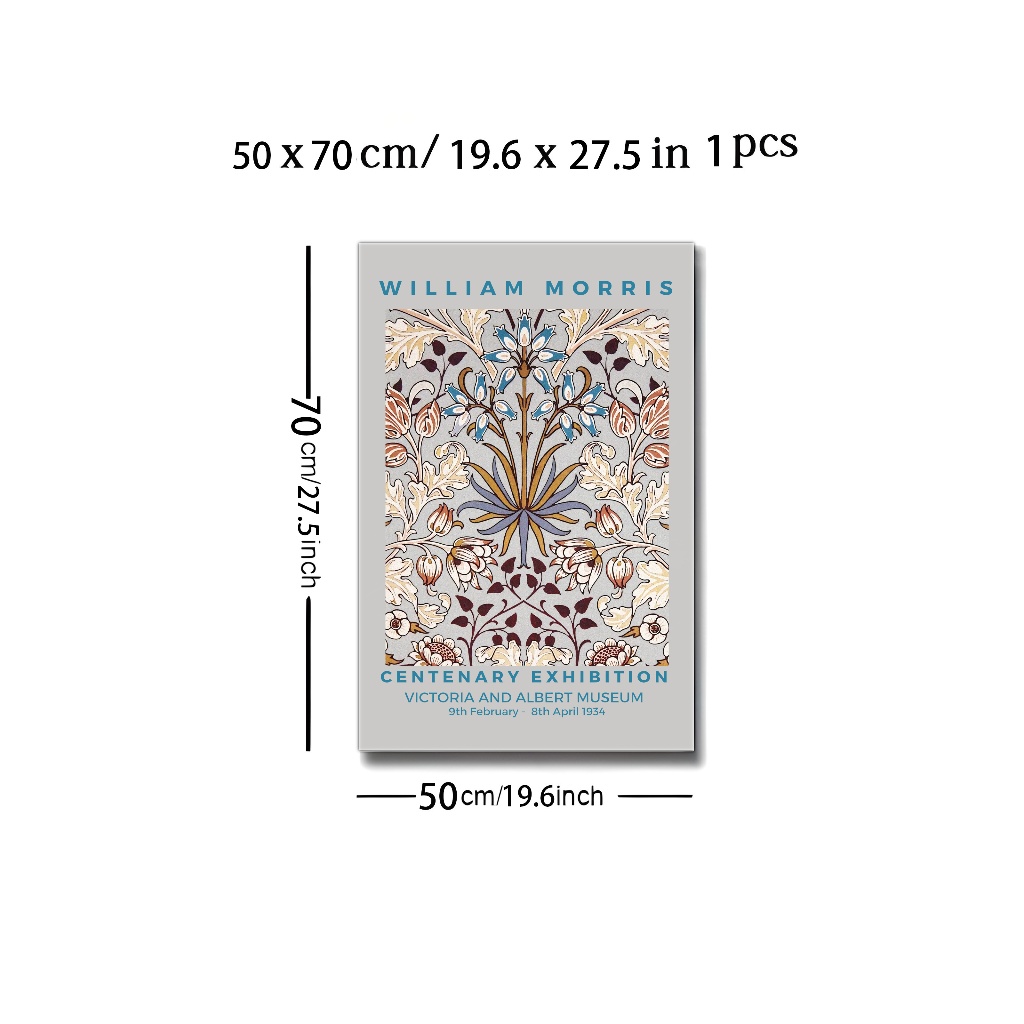 50 x 70 cm/ 19.6 x 27.5 in 1 pcs
WILLIAM MORRIS
70cm/27.5inch
CENTENARY EXHIBITION
VICTORIA AND ALBERT MUSEUM
9th February - 8th April 1934
50cm/19.6inch